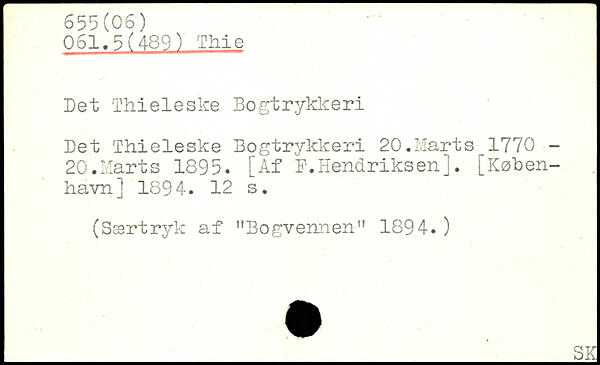 655(06)
061.5(489) Thie
Det Thieleske Bogtrykkeri
Det Thieleske Bogtrykkeri 20.Marts 1770 -
20.Marts 1895. [Af F.Hendriksen]. [Køben-
havn] 1894. 12 s.
(Særtryk af "Bogvennen" 1894.)
SK